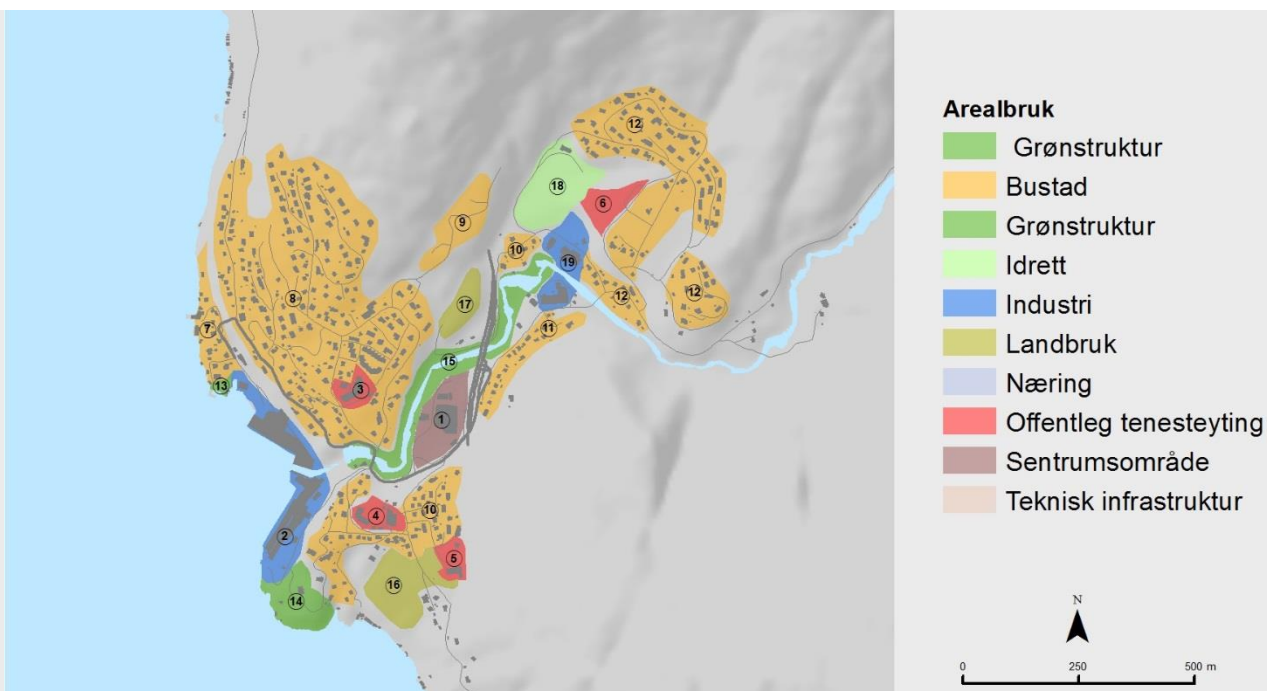 12
18
6
9
10
19
12
12
17
8
7
11
15
13
3
1
10
4
2
5
16
14
Arealbruk
Grønstruktur
Bustad
Grønstruktur
Idrett
Industri
Landbruk
Næring
Offentleg tenesteyting
Sentrumsområde
Teknisk infrastruktur
N
0 250 500 m